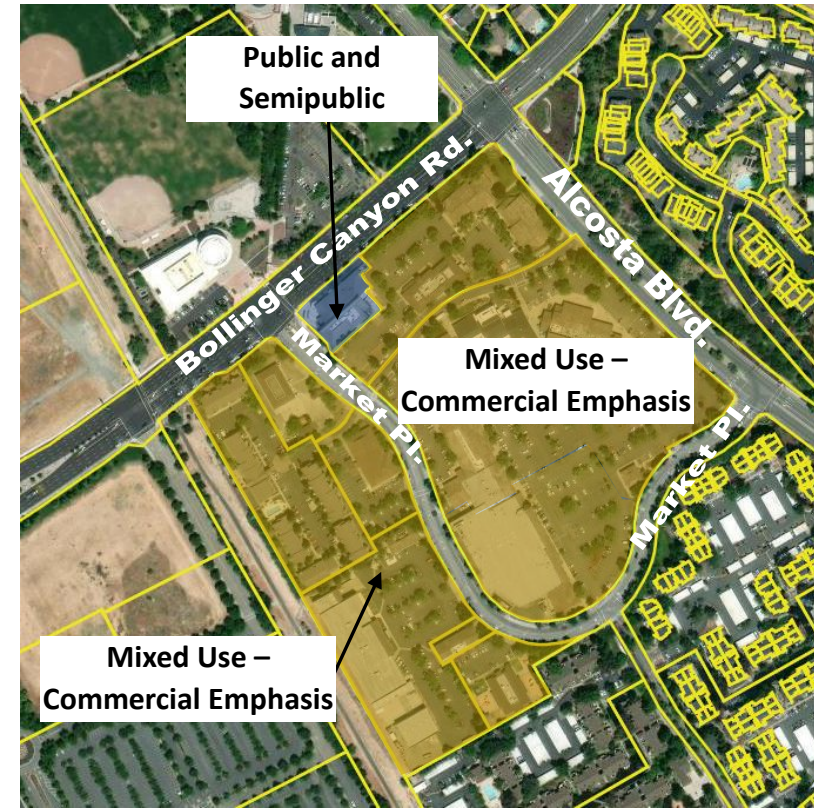 Public and
Semipublic
Bollinger Canyon Rd.
Alcosta Blvd.
Market Pl.
Mixed Use –
Commercial Emphasis
Market Pl.
Mixed Use –
Commercial Emphasis